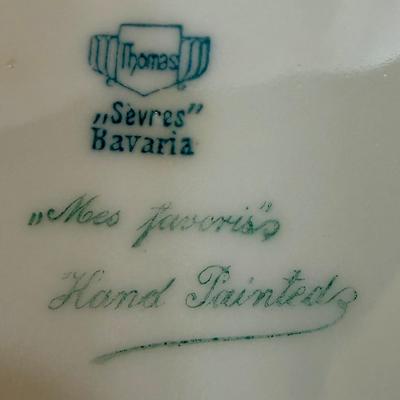 Thomas
„Sèvres"
Bavaria
„Mes favoris"
Hand Painted